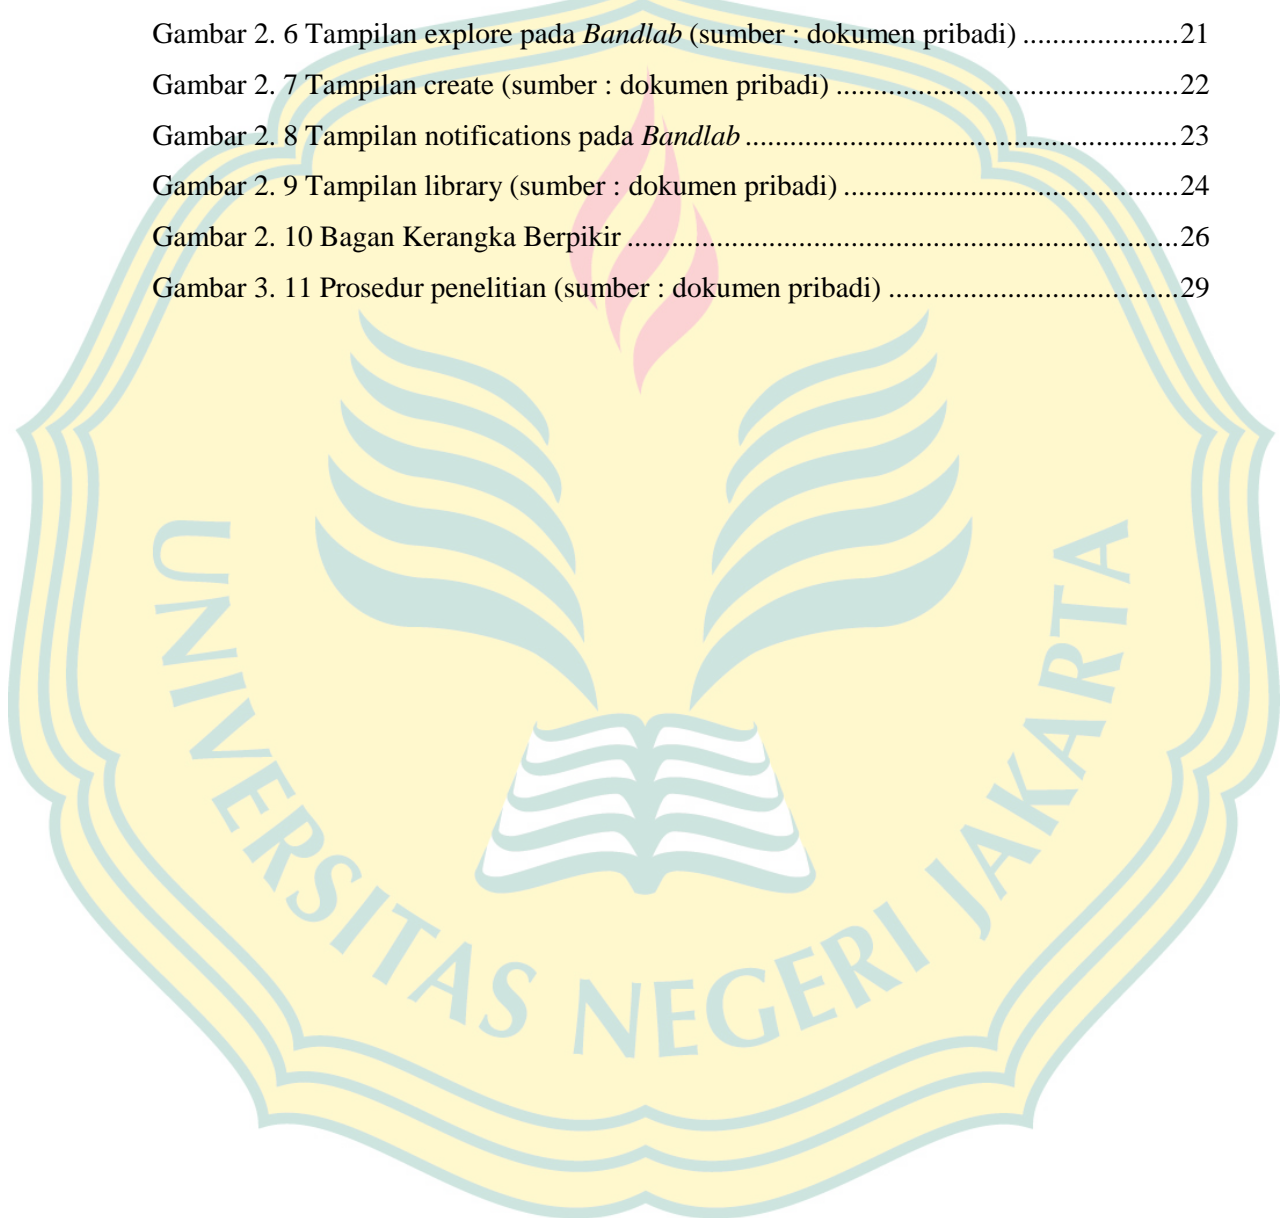 Gambar 2. 6 Tampilan explore pada Bandlab (sumber : dokumen pribadi) .....................21
Gambar 2. 7 Tampilan create (sumber : dokumen pribadi) ..............................................22
Gambar 2. 8 Tampilan notifications pada Bandlab ..........................................................23
Gambar 2. 9 Tampilan library (sumber : dokumen pribadi) .............................................24
Gambar 2. 10 Bagan Kerangka Berpikir ..........................................................................26
Gambar 3. 11 Prosedur penelitian (sumber : dokumen pribadi) .......................................29
UNIVERSITAS NEGERI JAKARTA